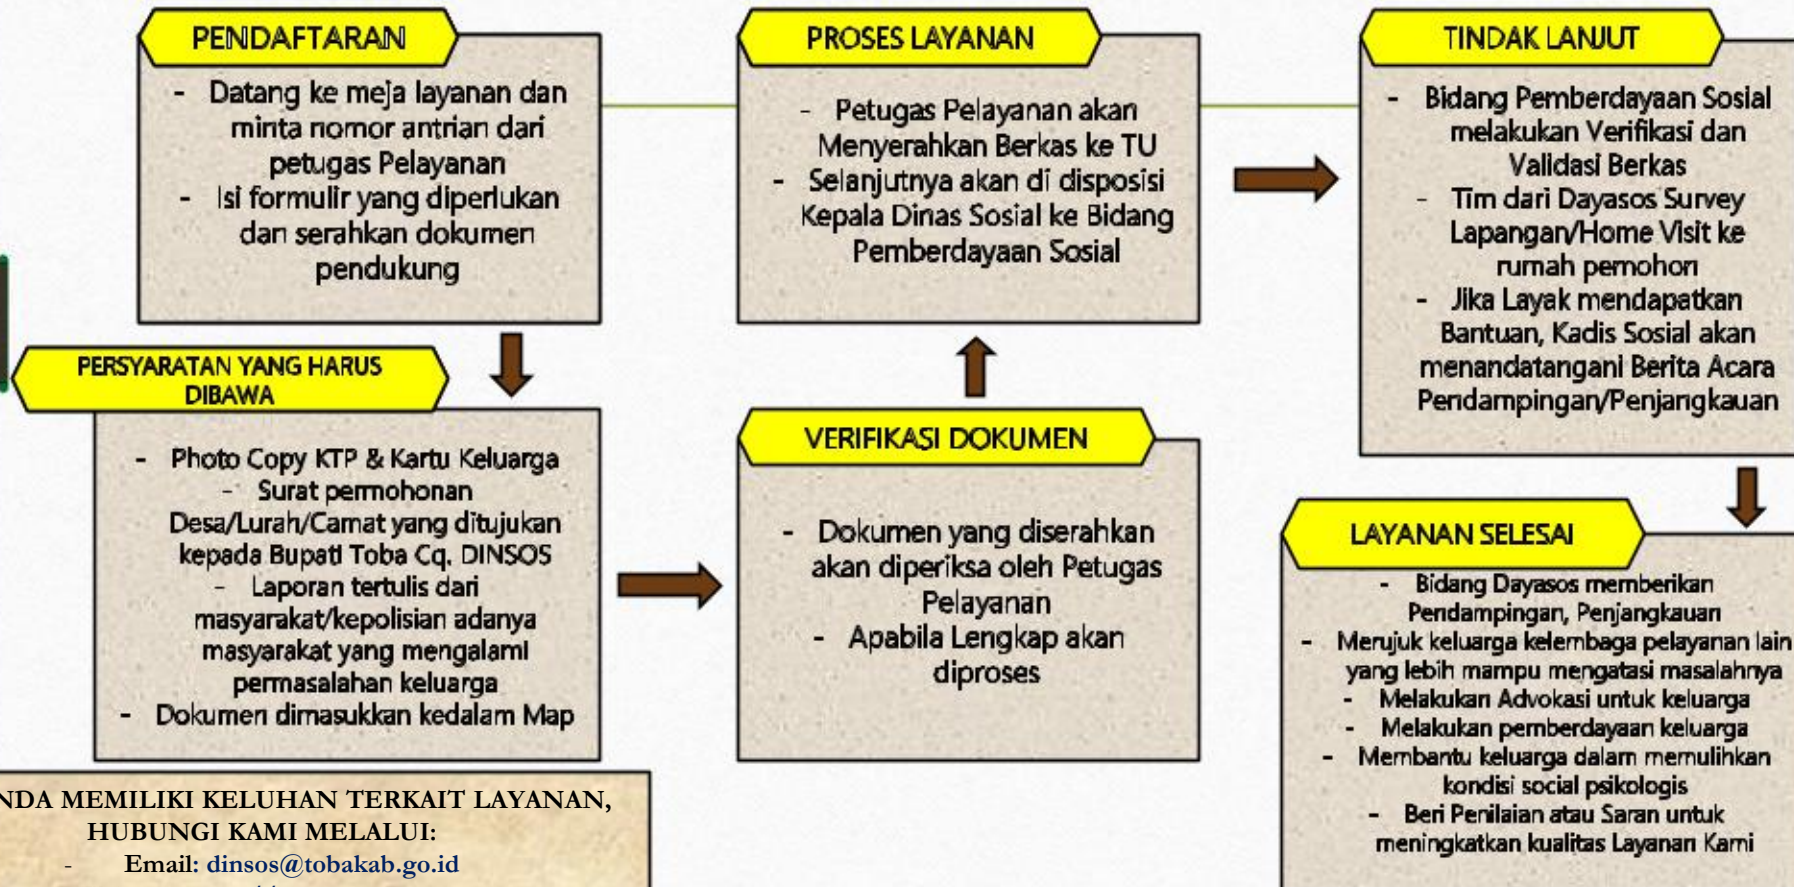 PENDAFTARAN
- Datang ke meja layanan dan
minta nomor antrian dari
petugas Pelayanan
- Isi formulir yang diperlukan
dan serahkan dokumen
pendukung
PERSYARATAN YANG HARUS
DIBAWA
- Photo Copy KTP & Kartu Keluarga
- Surat permohonan
Desa/Lurah/Camat yang ditujukan
kepada Bupati Toba Cq. DINSOS
- Laporan tertulis dari
masyarakat/kepolisian adanya
masyarakat yang mengalami
permasalahan keluarga
- Dokumen dimasukkan kedalam Map
VERIFIKASI DOKUMEN
- Dokumen yang diserahkan
akan diperiksa oleh Petugas
Pelayanan
- Apabila Lengkap akan
diproses
PROSES LAYANAN
- Petugas Pelayanan akan
Menyerahkan Berkas ke TU
- Selanjutnya akan di disposisi
Kepala Dinas Sosial ke Bidang
Pemberdayaan Sosial
TINDAK LANJUT
- Bidang Pemberdayaan Sosial
melakukan Verifikasi dan
Validasi Berkas
- Tim dari Dayasos Survey
Lapangan/Home Visit ke
rumah pemohon
- Jika Layak mendapatkan
Bantuan, Kadis Sosial akan
menandatangani Berita Acara
Pendampingan/Penjangkauan
LAYANAN SELESAI
- Bidang Dayasos memberikan
Pendampingan, Penjangkauan
- Merujuk keluarga kelembaga pelayanan lain
yang lebih mampu mengatasi masalahnya
- Melakukan Advokasi untuk keluarga
- Melakukan pemberdayaan keluarga
- Membantu keluarga dalam memulihkan
kondisi social psikologis
- Beri Penilaian atau Saran untuk
meningkatkan kualitas Layanan Kami
NDA MEMILIKI KELUHAN TERKAIT LAYANAN,
HUBUNGI KAMI MELALUI:
- Email: dinsos@tobakab.go.id